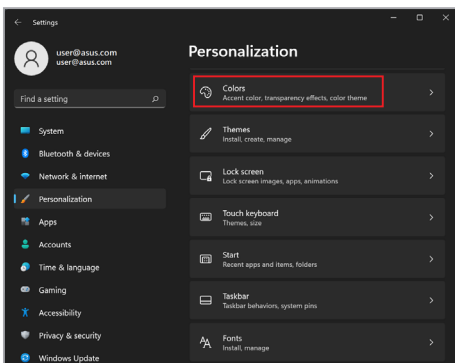 Settings
user@asus.com
user@asus.com
Find a setting
System
Bluetooth & devices
Network & internet
Personalization
Apps
Accounts
Time & language
Gaming
Accessibility
Privacy & security
Windows Update
Personalization
Colors
Accent color, transparency effects, color theme
Themes
Install, create, manage
Lock screen
Lock screen images, apps, animations
Touch keyboard
Themes, size
Start
Recent apps and items, folders
Taskbar
Taskbar behaviors, system pins
Fonts
Install, manage